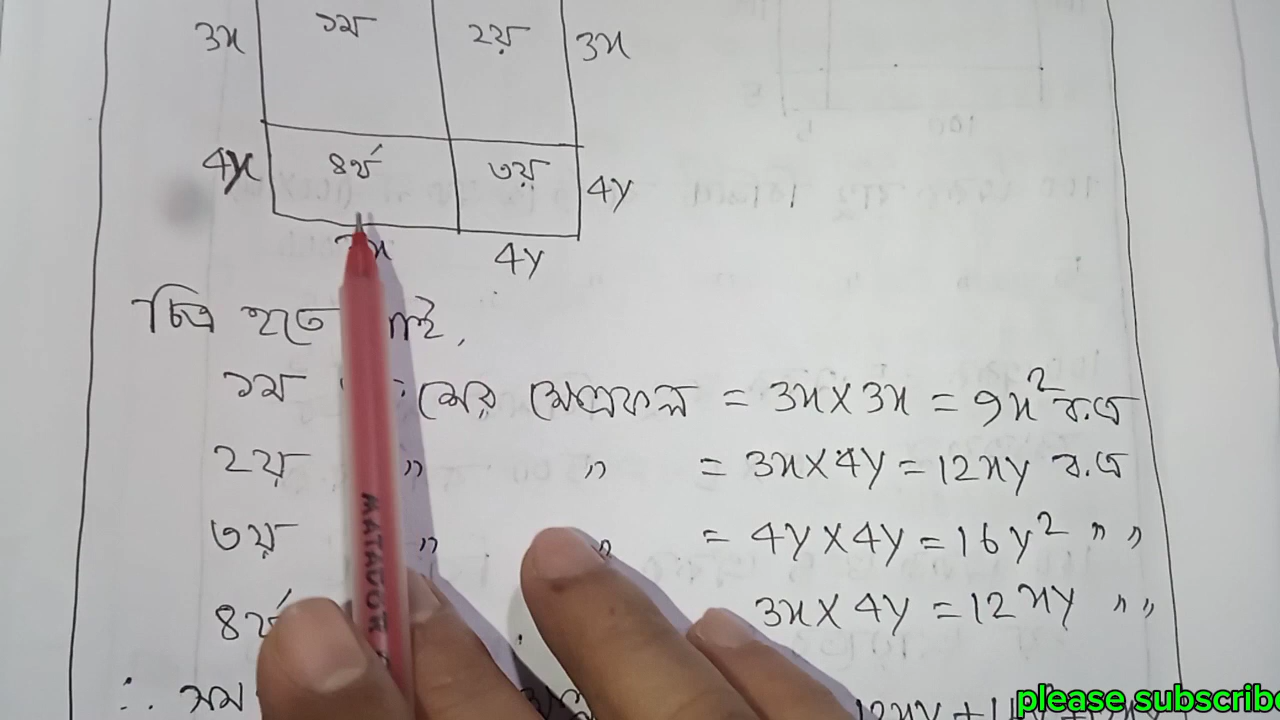 3x ১ম ২য় 3x
4y ৪র্থ ৩য় 4y
4y
চিত্র হতে
১ম ক্ষেত্রের ক্ষেত্রফল = 3x × 3x = 9x² ব.এ
২য় " " = 3x × 4y = 12xy ব.এ
৩য় " " = 4y × 4y = 16y² " "
৪র্থ 3x × 4y = 12xy " "
MATADOR
please subscribe